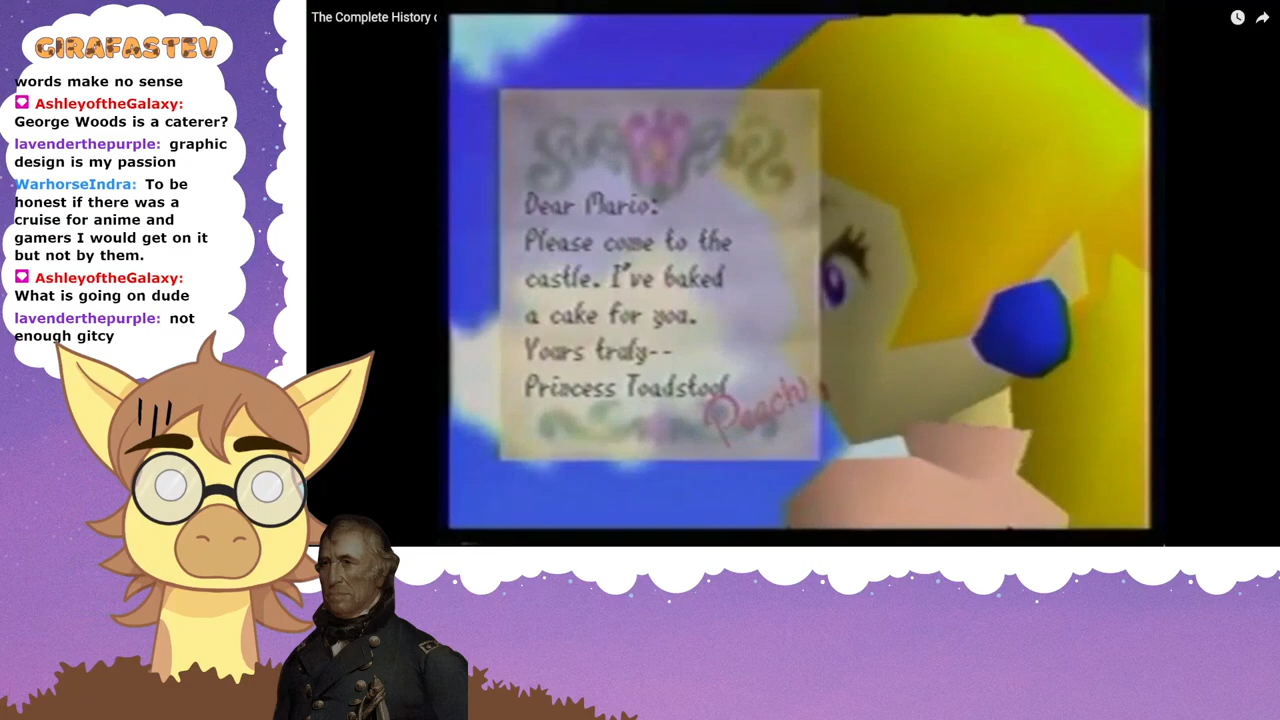 GIRAFASTEV
words make no sense
AshleyoftheGalaxy:
George Woods is a caterer?
lavenderthepurple: graphic
design is my passion
WarhorseIndra: To be
honest if there was a
cruise for anime and
gamers I would get on it
but not by them.
AshleyoftheGalaxy:
What is going on dude
lavenderthepurple: not
enough gitcy
The Complete History o
Dear Mario:
Please come to the
castle. I've baked
a cake for you.
Yours truly--
Princess Toadstool
Peach